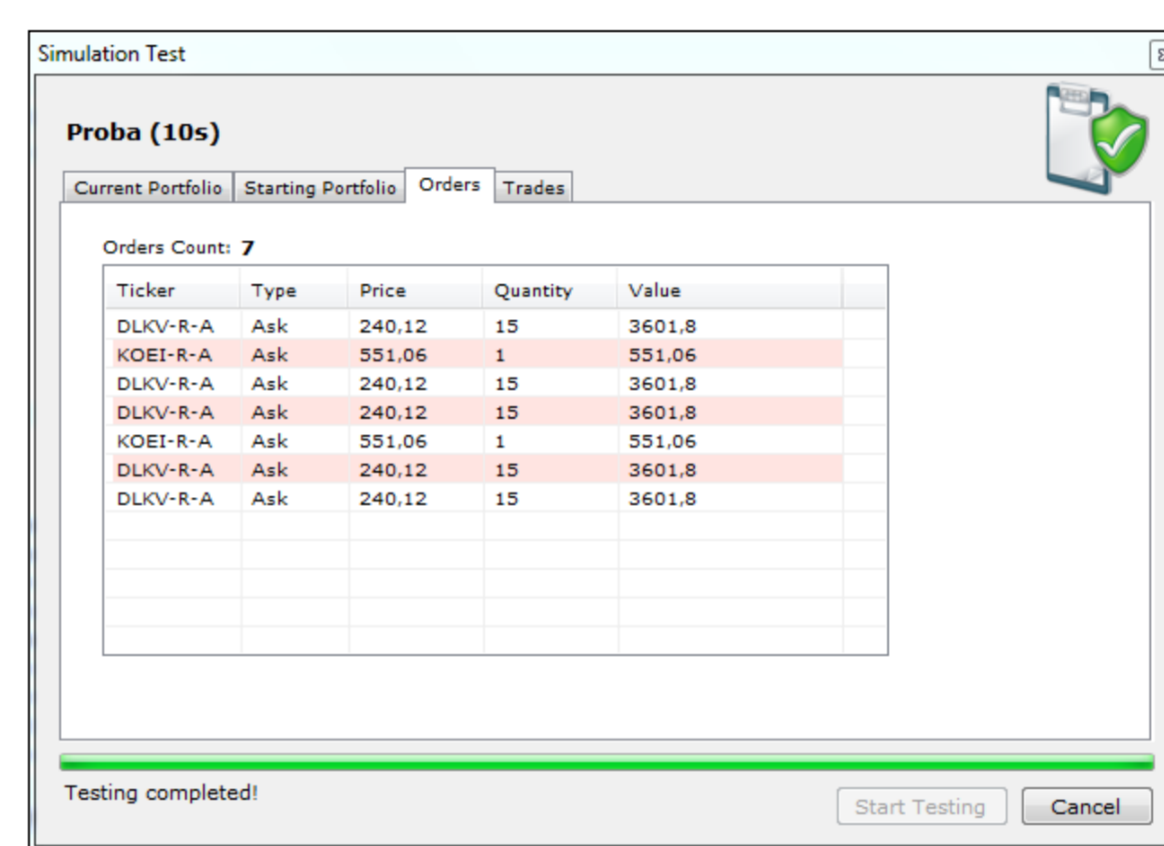 Simulation Test
Proba (10s)
Current Portfolio Starting Portfolio Orders Trades
Orders Count: 7
Ticker Type Price Quantity Value
DLKV-R-A Ask 240,12 15 3601,8
KOEI-R-A Ask 551,06 1 551,06
DLKV-R-A Ask 240,12 15 3601,8
DLKV-R-A Ask 240,12 15 3601,8
KOEI-R-A Ask 551,06 1 551,06
DLKV-R-A Ask 240,12 15 3601,8
DLKV-R-A Ask 240,12 15 3601,8
Testing completed!
Start Testing Cancel